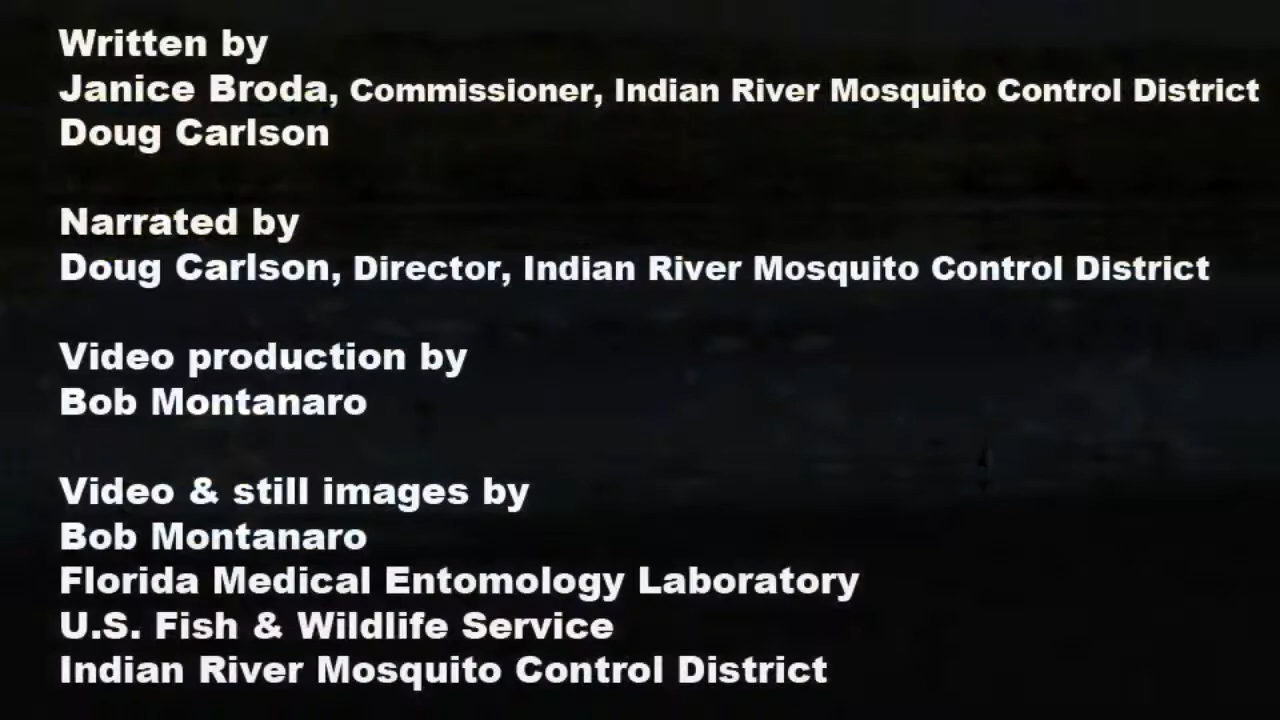 Written by
Janice Broda, Commissioner, Indian River Mosquito Control District
Doug Carlson
Narrated by
Doug Carlson, Director, Indian River Mosquito Control District
Video production by
Bob Montanaro
Video & still images by
Bob Montanaro
Florida Medical Entomology Laboratory
U.S. Fish & Wildlife Service
Indian River Mosquito Control District